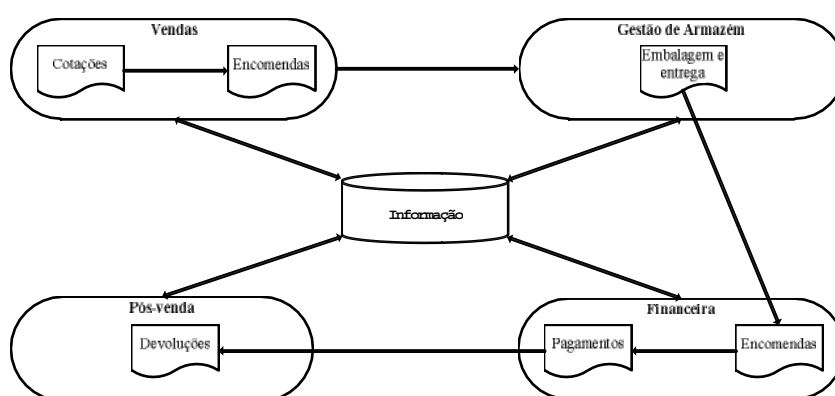 Vendas
Cotações
Encomendas
Gestão de Armazém
Embalagem e
entrega
Informação
Pós-venda
Devoluções
Financeira
Pagamentos
Encomendas